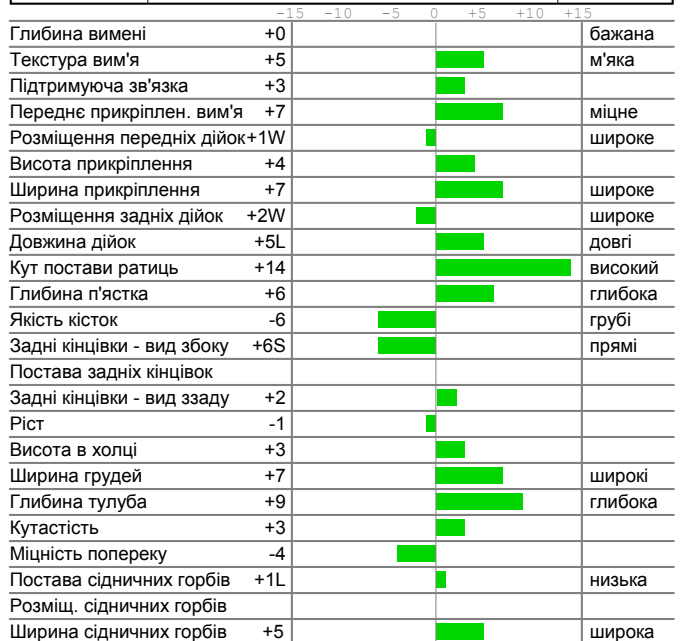 -15 -10 -5 0 +5 +10 +15
Глибина вимені +0 бажана
Текстура вим'я +5 м'яка
Підтримуюча зв'язка +3
Переднє прикріплен. вим'я +7 міцне
Розміщення передніх дійок+1W широке
Висота прикріплення +4
Ширина прикріплення +7 широке
Розміщення задніх дійок +2W широке
Довжина дійок +5L довгі
Кут постави ратиць +14 високий
Глибина п'ястка +6 глибока
Якість кісток -6 грубі
Задні кінцівки - вид збоку +6S прямі
Постава задніх кінцівок
Задні кінцівки - вид ззаду +2
Ріст -1
Висота в холці +3
Ширина грудей +7 широкі
Глибина тулуба +9 глибока
Кутастість +3
Міцність попереку -4
Постава сідничних горбів +1L низька
Розміщ. сідничних горбів
Ширина сідничних горбів +5 широка